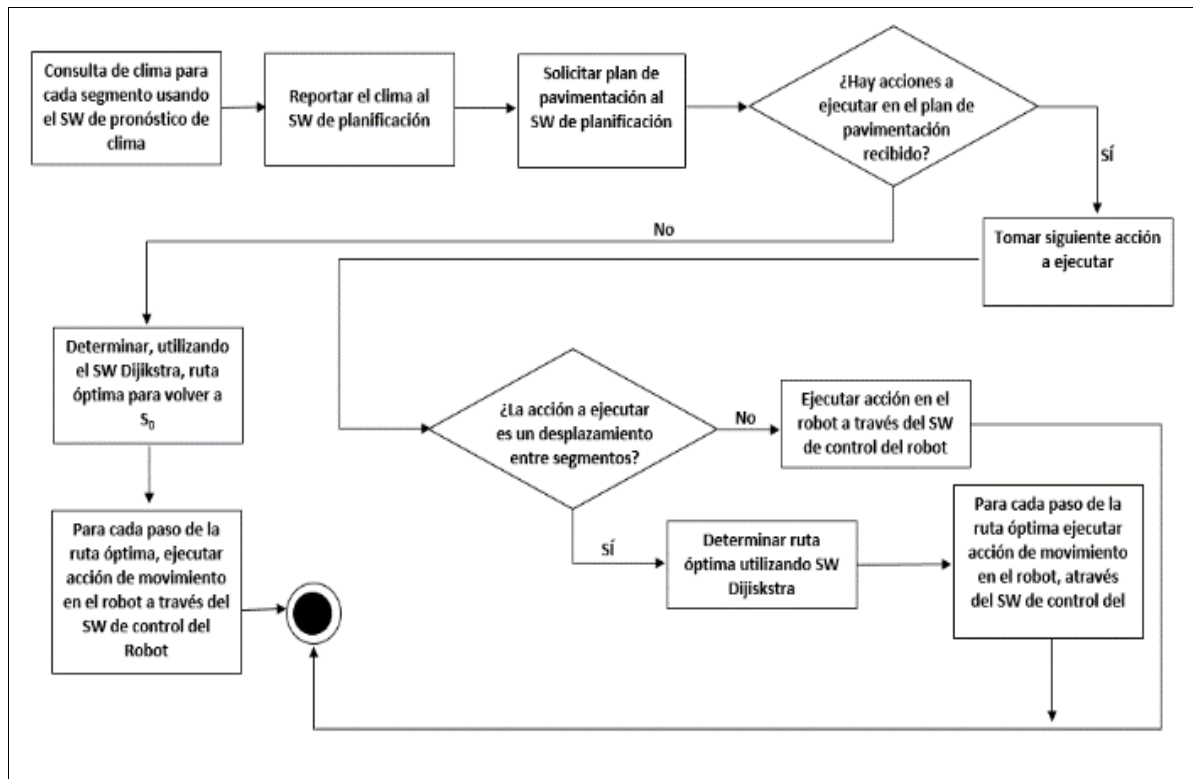 Consulta de clima para
cada segmento usando
el SW de pronóstico de
clima
Reportar el clima al
SW de planificación
Solicitar plan de
pavimentación al
SW de planificación
¿Hay acciones a
ejecutar en el plan de
pavimentación
recibido?
SÍ
No
Tomar siguiente acción
a ejecutar
Determinar, utilizando
el SW Dijikstra, ruta
óptima para volver a
S0
¿La acción a ejecutar
es un desplazamiento
entre segmentos?
No
Ejecutar acción en el
robot a través del SW
de control del robot
SÍ
Determinar ruta
óptima utilizando SW
Dijiskstra
Para cada paso de la
ruta óptima ejecutar
acción de movimiento
en el robot, através
del SW de control del
Para cada paso de la
ruta óptima, ejecutar
acción de movimiento
en el robot a través del
SW de control del
Robot